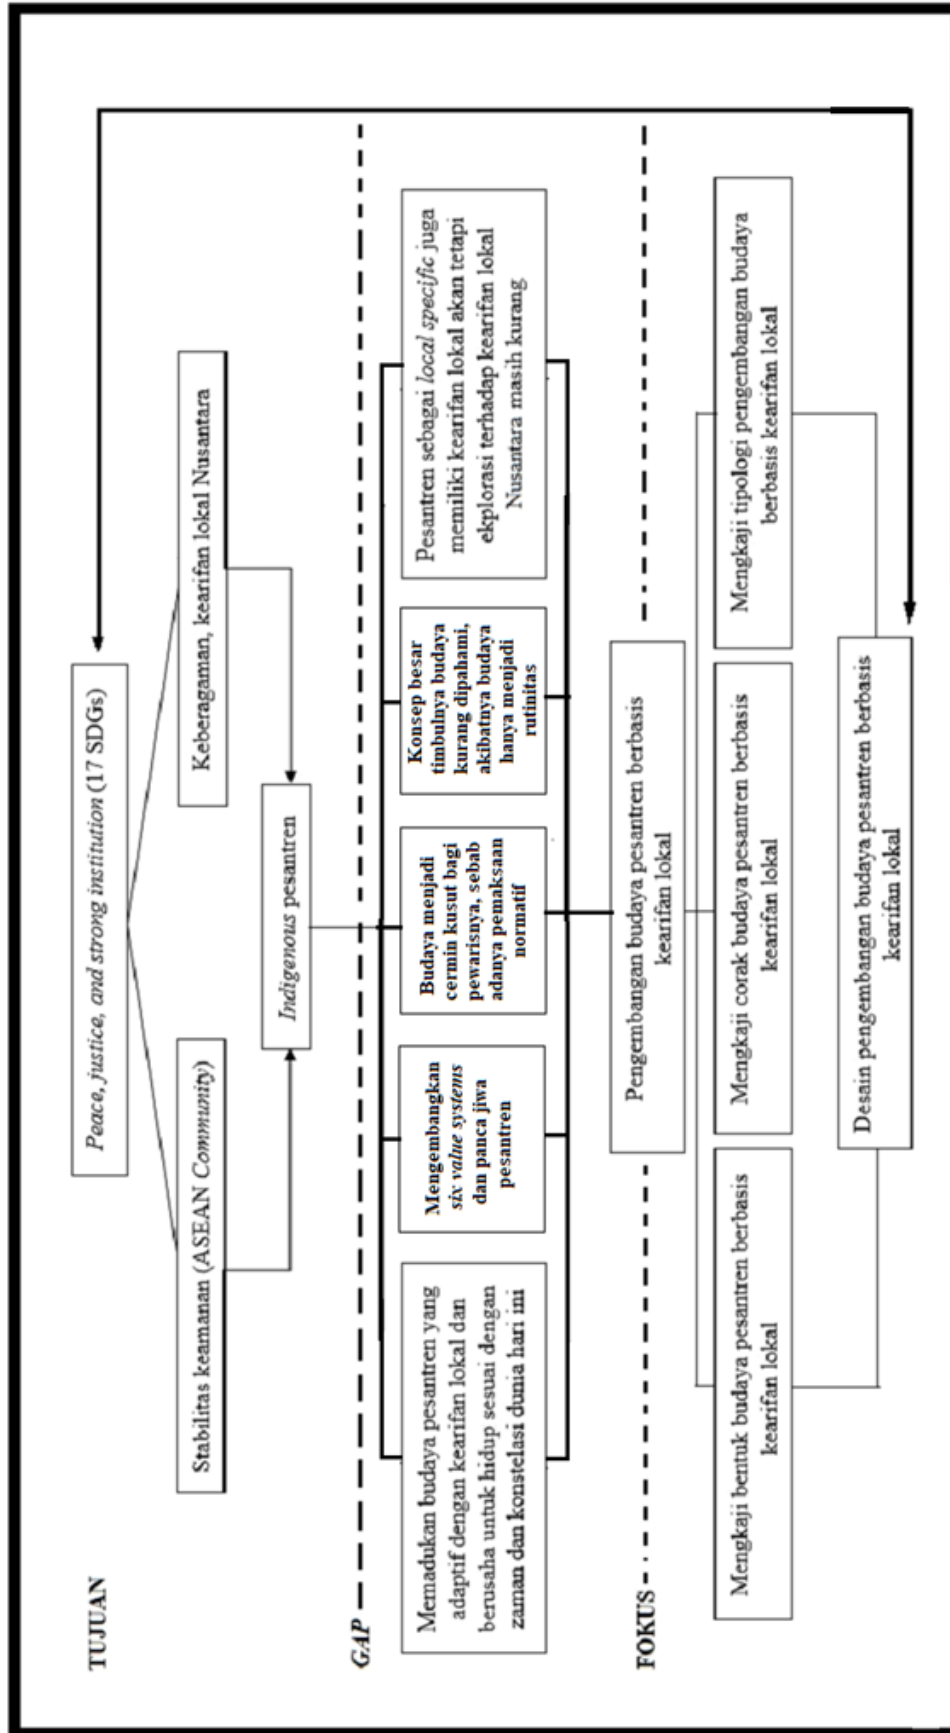 TUJUAN
Peace, justice, and strong institution (17 SDGs)
Stabilitas keamanan (ASEAN Community)
Keberagaman, kearifan lokal Nusantara
Indigenous pesantren
GAP
Memadukan budaya pesantren yang
adaptif dengan kearifan lokal dan
berusaha untuk hidup sesuai dengan
zaman dan konstelasi dunia hari ini
Mengembangkan
six value systems
dan panca jiwa
pesantren
Budaya menjadi
cermin kusut bagi
pewarisnya, sebab
adanya pemaksaan
normatif
Konsep besar
timbulnya budaya
kurang dipahami,
akibatnya budaya
hanya menjadi
rutinitas
Pesantren sebagai local specific juga
memiliki kearifan lokal akan tetapi
ekplorasi terhadap kearifan lokal
Nusantara masih kurang
FOKUS
Pengembangan budaya pesantren berbasis
kearifan lokal
Mengkaji bentuk budaya pesantren berbasis
kearifan lokal
Mengkaji corak budaya pesantren berbasis
kearifan lokal
Mengkaji tipologi pengembangan budaya
berbasis kearifan lokal
Desain pengembangan budaya pesantren berbasis
kearifan lokal